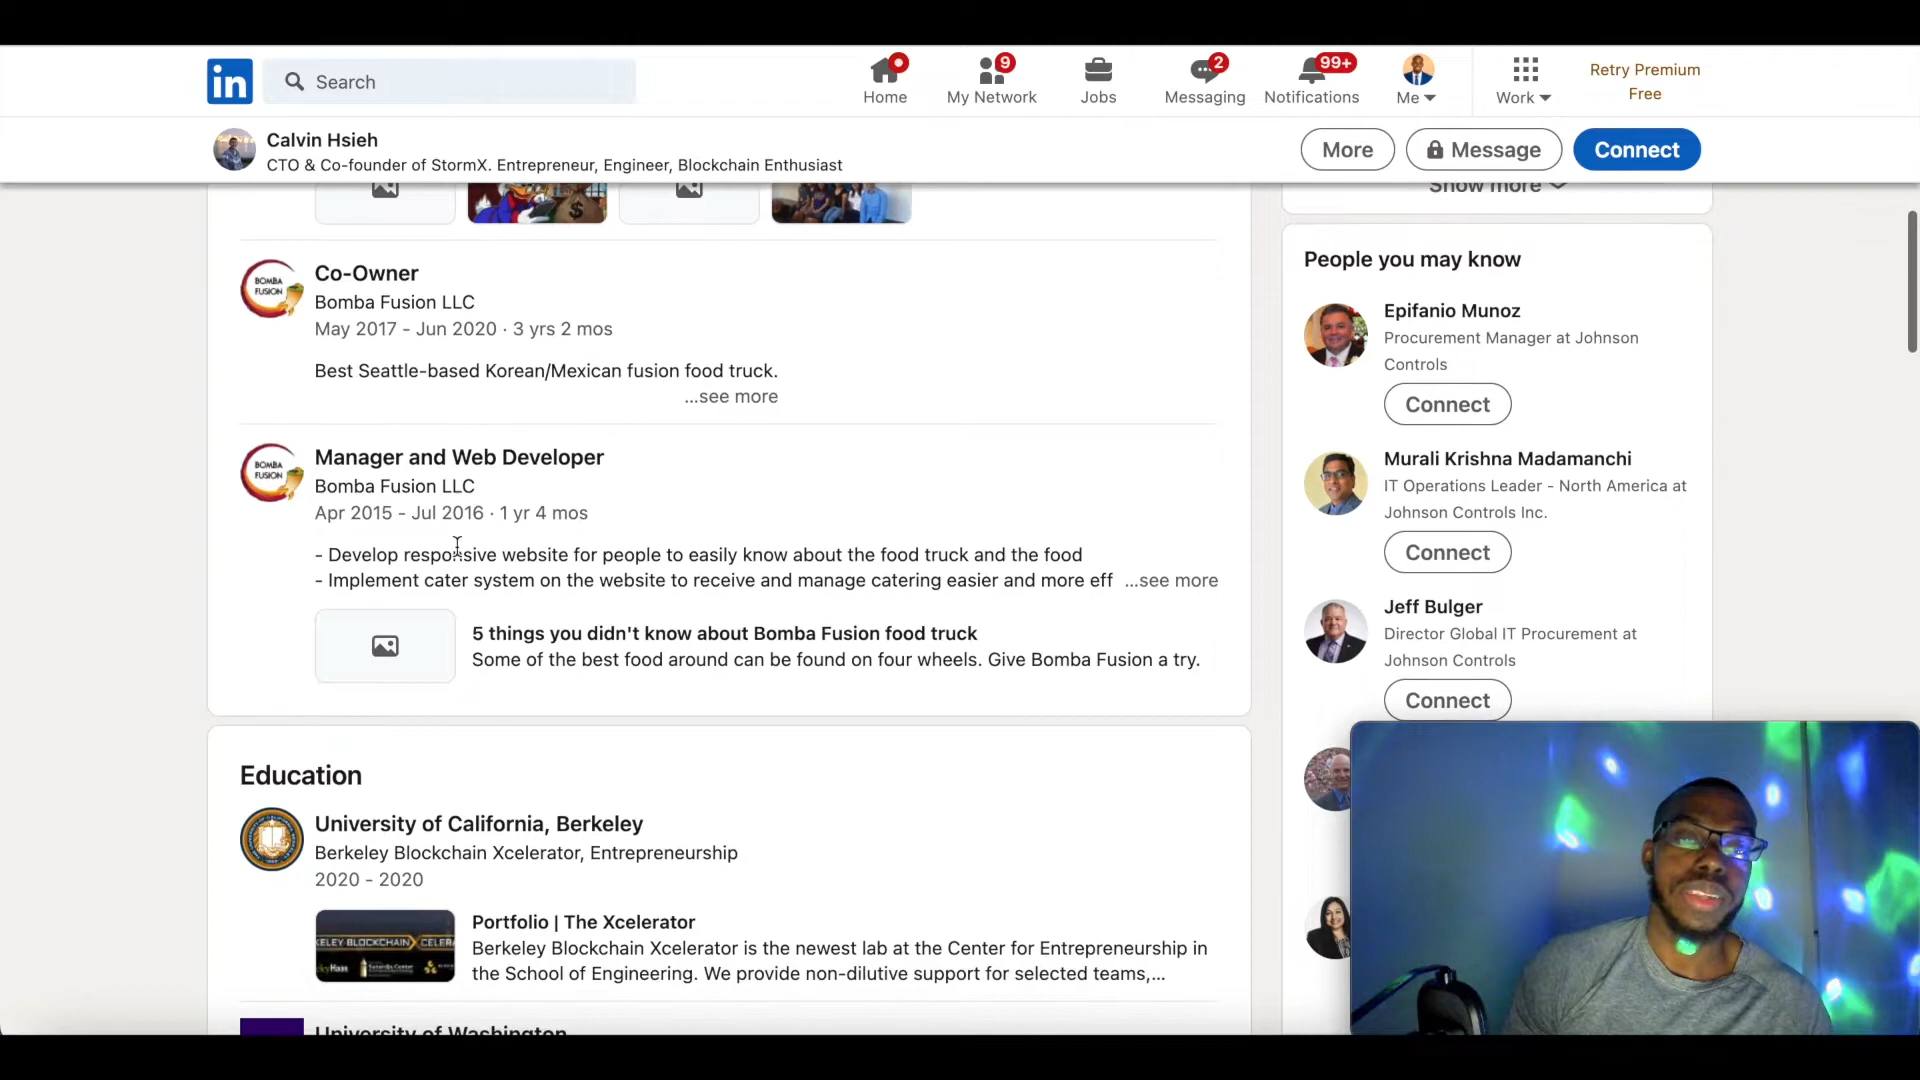 in
Search
Home
9
My Network
Jobs
2
Messaging
99+
Notifications
Me
Work
Retry Premium
Free
Calvin Hsieh
CTO & Co-founder of StormX. Entrepreneur, Engineer, Blockchain Enthusiast
More
Message
Connect
$
Show more
Co-Owner
Bomba Fusion LLC
May 2017 - Jun 2020 · 3 yrs 2 mos
Best Seattle-based Korean/Mexican fusion food truck.
...see more
BOMBA
FUSION
Manager and Web Developer
Bomba Fusion LLC
Apr 2015 - Jul 2016 · 1 yr 4 mos
- Develop responsive website for people to easily know about the food truck and the food
- Implement cater system on the website to receive and manage catering easier and more eff ...see more
BOMBA
FUSION
5 things you didn't know about Bomba Fusion food truck
Some of the best food around can be found on four wheels. Give Bomba Fusion a try.
Education
University of California, Berkeley
Berkeley Blockchain Xcelerator, Entrepreneurship
2020 - 2020
Portfolio | The Xcelerator
Berkeley Blockchain Xcelerator is the newest lab at the Center for Entrepreneurship in
the School of Engineering. We provide non-dilutive support for selected teams,...
KELEY BLOCKCHAIN XCELERA
University of Washington
People you may know
Epifanio Munoz
Procurement Manager at Johnson
Controls
Connect
Murali Krishna Madamanchi
IT Operations Leader - North America at
Johnson Controls Inc.
Connect
Jeff Bulger
Director Global IT Procurement at
Johnson Controls
Connect